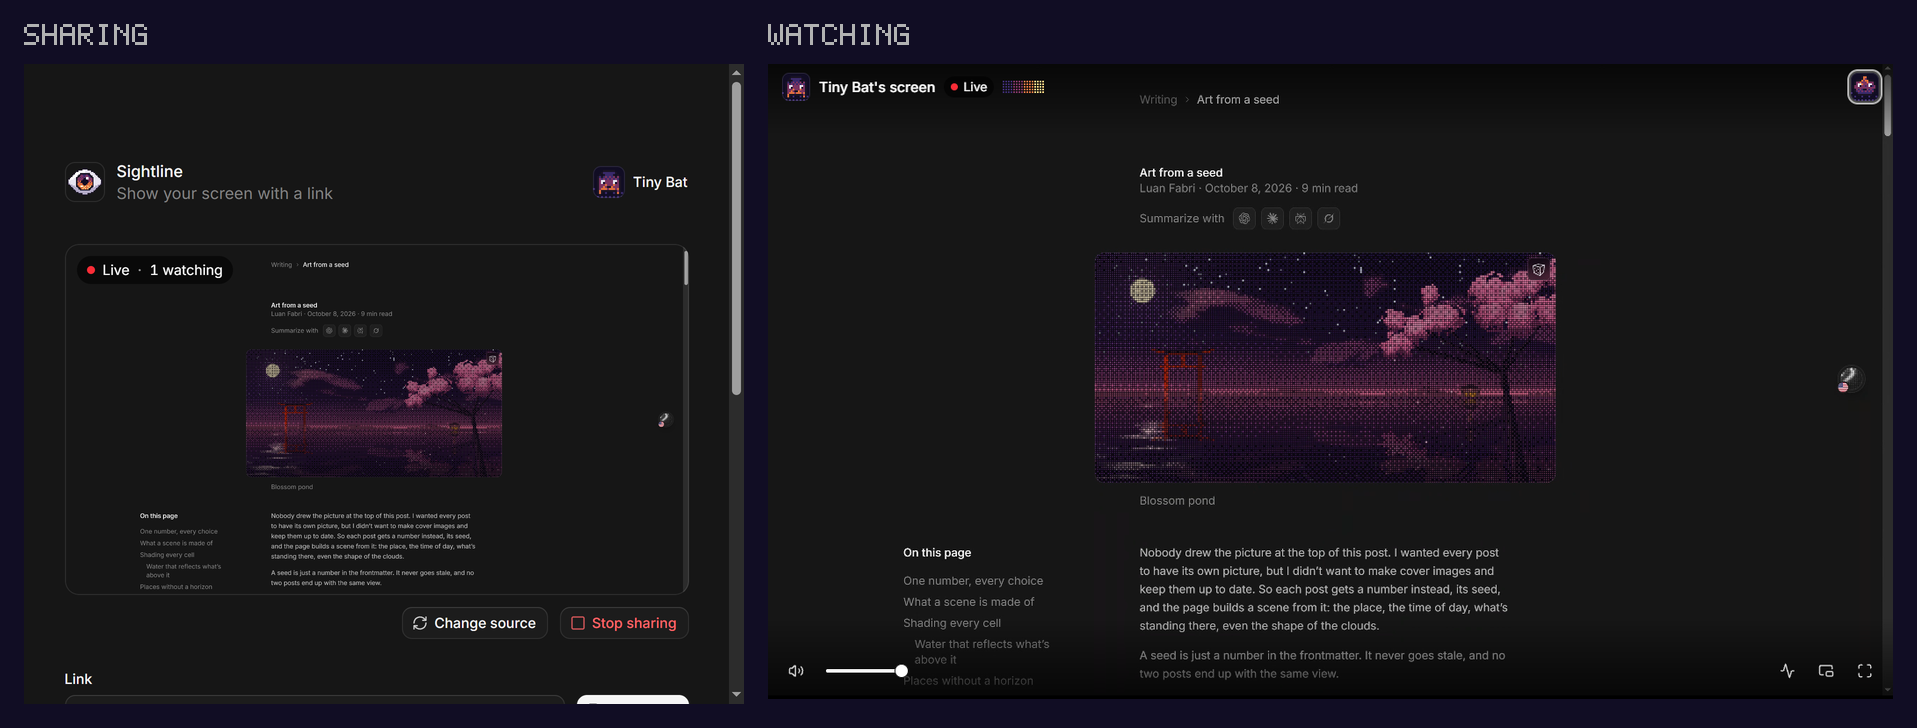 SHARING
Sightline
Show your screen with a link
Tiny Bat
Live · 1 watching
Writing › Art from a seed
Art from a seed
Luan Fabri · October 8, 2026 · 9 min read
Summarize with
Blossom pond
On this page
One number, every choice
What a scene is made of
Shading every cell
Water that reflects what's
above it
Places without a horizon
Nobody drew the picture at the top of this post. I wanted every post
to have its own picture, but I didn't want to make cover images and
keep them up to date. So each post gets a number instead, its seed,
and the page builds a scene from it: the place, the time of day, what's
standing there, even the shape of the clouds.
A seed is just a number in the frontmatter. It never goes stale, and no
two posts end up with the same view.
Change source
Stop sharing
Link
WATCHING
Tiny Bat's screen
Live
Writing › Art from a seed
Art from a seed
Luan Fabri · October 8, 2026 · 9 min read
Summarize with
Blossom pond
On this page
One number, every choice
What a scene is made of
Shading every cell
Water that reflects what's
above it
Places without a horizon
Nobody drew the picture at the top of this post. I wanted every post
to have its own picture, but I didn't want to make cover images and
keep them up to date. So each post gets a number instead, its seed,
and the page builds a scene from it: the place, the time of day, what's
standing there, even the shape of the clouds.
A seed is just a number in the frontmatter. It never goes stale, and no
two posts end up with the same view.